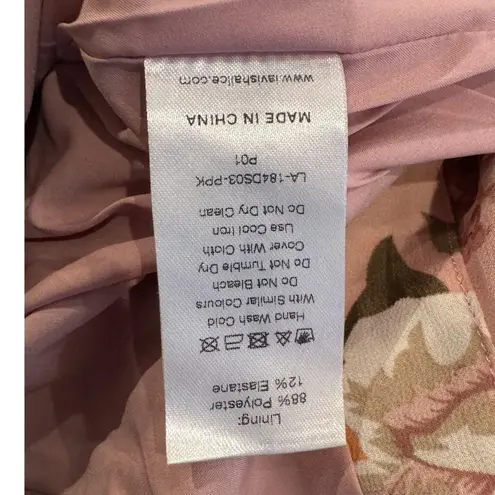 Lining:
88% Polyester
12% Elastane
Hand Wash Cold
With Similar Colours
Do Not Bleach
Do Not Tumble Dry
Cover With Cloth
Use Cool Iron
Do Not Dry Clean
LA-184DS03-PPK
P01
MADE IN CHINA
www.lavishalice.com